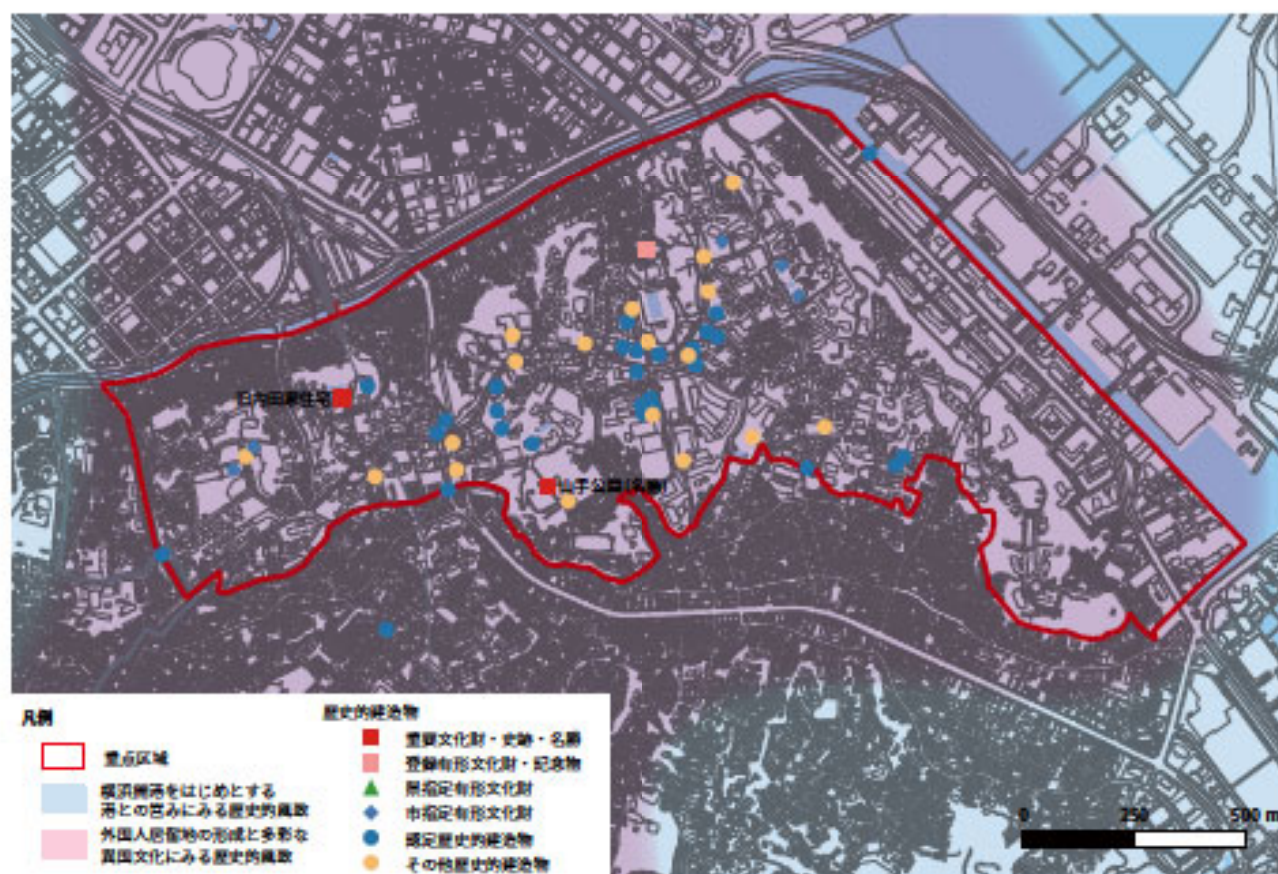 旧内田家住宅
山手公園(名勝)
凡例
重点区域
横浜開港をはじめとする
港との営みにみる歴史的風致
外国人居留地の形成と多彩な
異国文化にみる歴史的風致
歴史的建造物
重要文化財・史跡・名勝
登録有形文化財・記念物
県指定有形文化財
市指定有形文化財
認定歴史的建造物
その他歴史的建造物
0 250 500 m